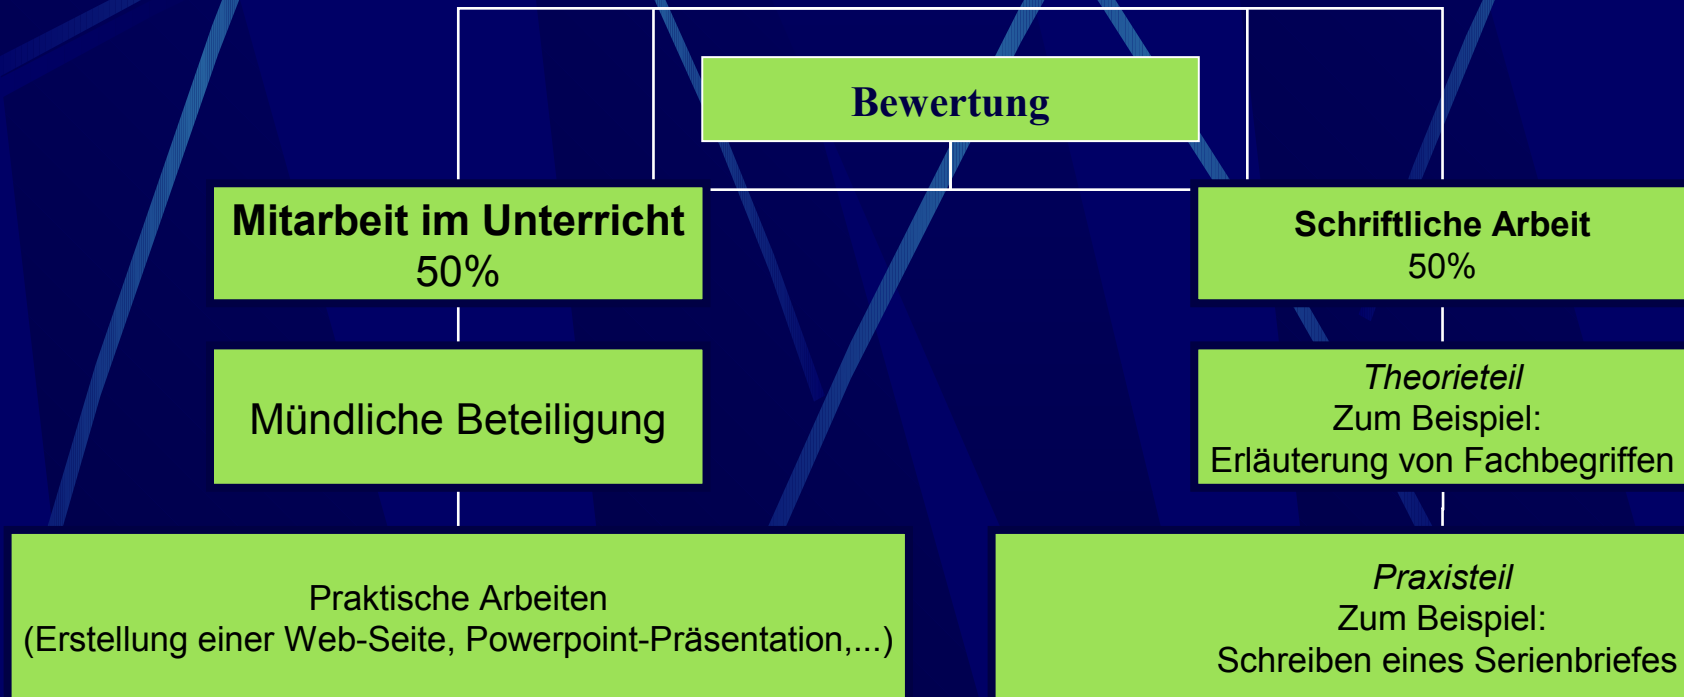 Bewertung
Mitarbeit im Unterricht
50%
Schriftliche Arbeit
50%
Mündliche Beteiligung
Theorieteil
Zum Beispiel:
Erläuterung von Fachbegriffen
Praktische Arbeiten
(Erstellung einer Web-Seite, Powerpoint-Präsentation,...)
Praxisteil
Zum Beispiel:
Schreiben eines Serienbriefes